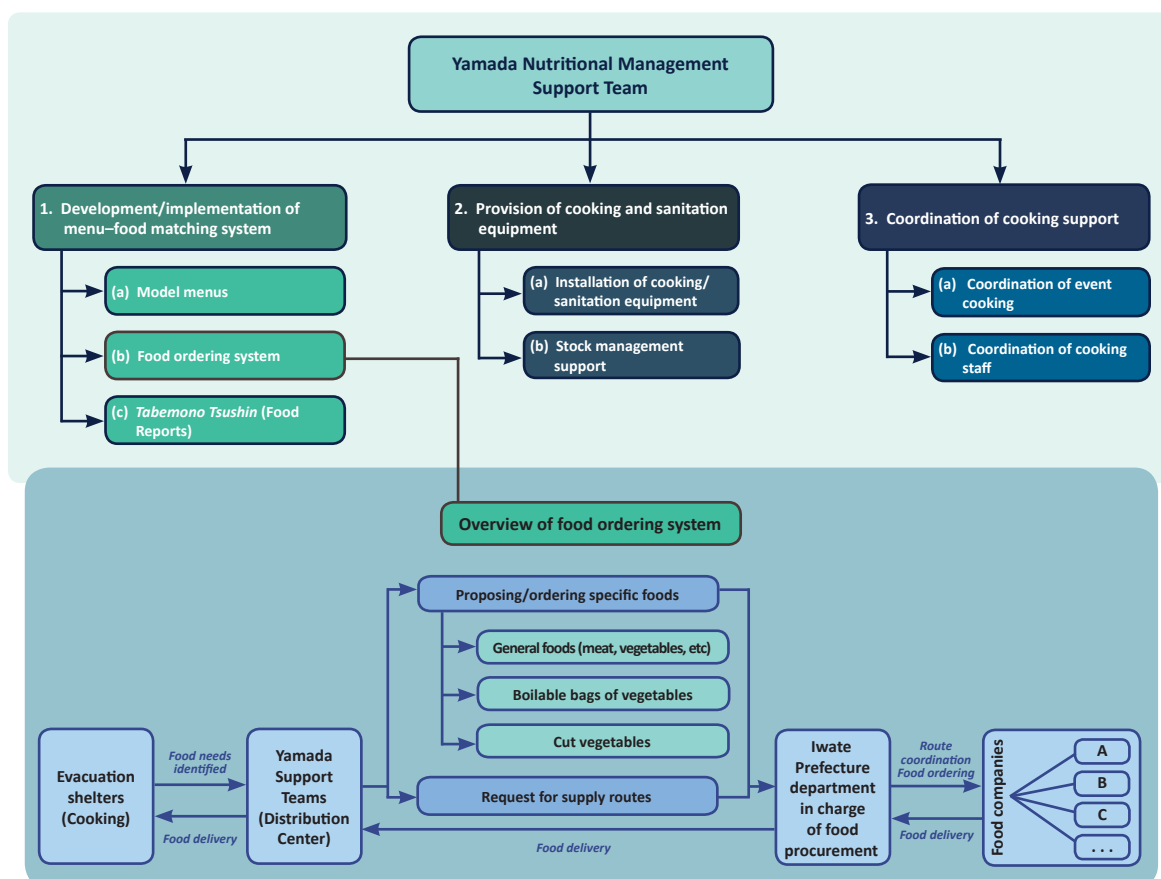 Yamada Nutritional Management
Support Team
1. Development/implementation of
menu–food matching system
(a) Model menus
(b) Food ordering system
(c) Tabemono Tsushin (Food
Reports)
2. Provision of cooking and sanitation
equipment
(a) Installation of cooking/
sanitation equipment
(b) Stock management
support
3. Coordination of cooking support
(a) Coordination of event
cooking
(b) Coordination of cooking
staff
Overview of food ordering system
Evacuation
shelters
(Cooking)
Food needs
identified
Food delivery
Yamada
Support
Teams
(Distribution
Center)
Proposing/ordering specific foods
General foods (meat, vegetables, etc)
Boilable bags of vegetables
Cut vegetables
Request for supply routes
Food delivery
Iwate
Prefecture
department
in charge
of food
procurement
Route
coordination
Food ordering
Food delivery
Food companies
A
B
C
...